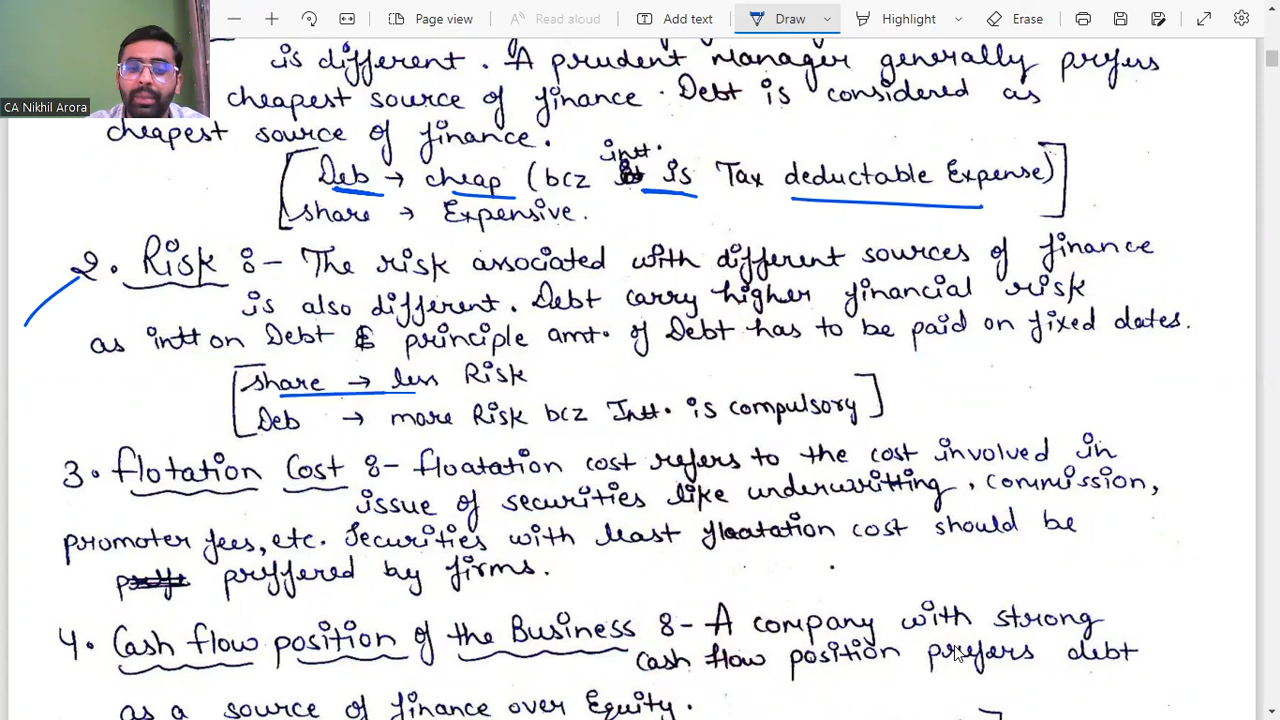 Page view
Read aloud
Add text
Draw
Highlight
Erase
CA Nikhil Arora
is different. A prudent Manager generally prefers
cheapest source of finance. Debt is considered as
cheapest source of finance.
intt.
Deb → cheap (bcz is Tax deductable Expense)
share → Expensive.
2. Risk :- The risk associated with different sources of finance
is also different. Debt carry higher financial risk
as intt on Debt & principle amt. of Debt has to be paid on fixed dates.
share → less Risk
Deb → more Risk bcz Intt. is compulsory
3. flotation Cost :- floatation cost refers to the cost involved in
issue of securities like underwritting, commission,
promoter fees, etc. Securities with least floatation cost should be
preffered by firms.
4. Cash flow position of the Business :- A company with strong
cash flow position prefers debt
as a source of finance over Equity.